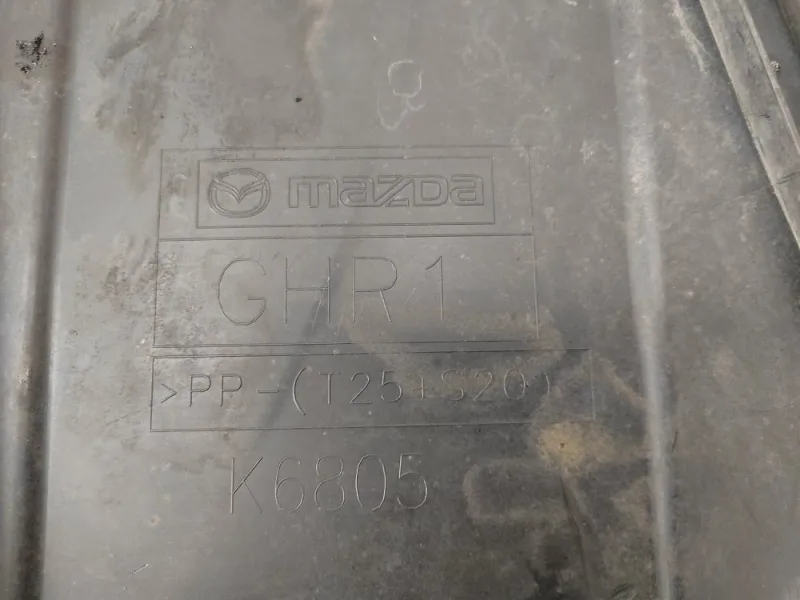 mazda
GHR1
>PP-(T25+S20)
K6805